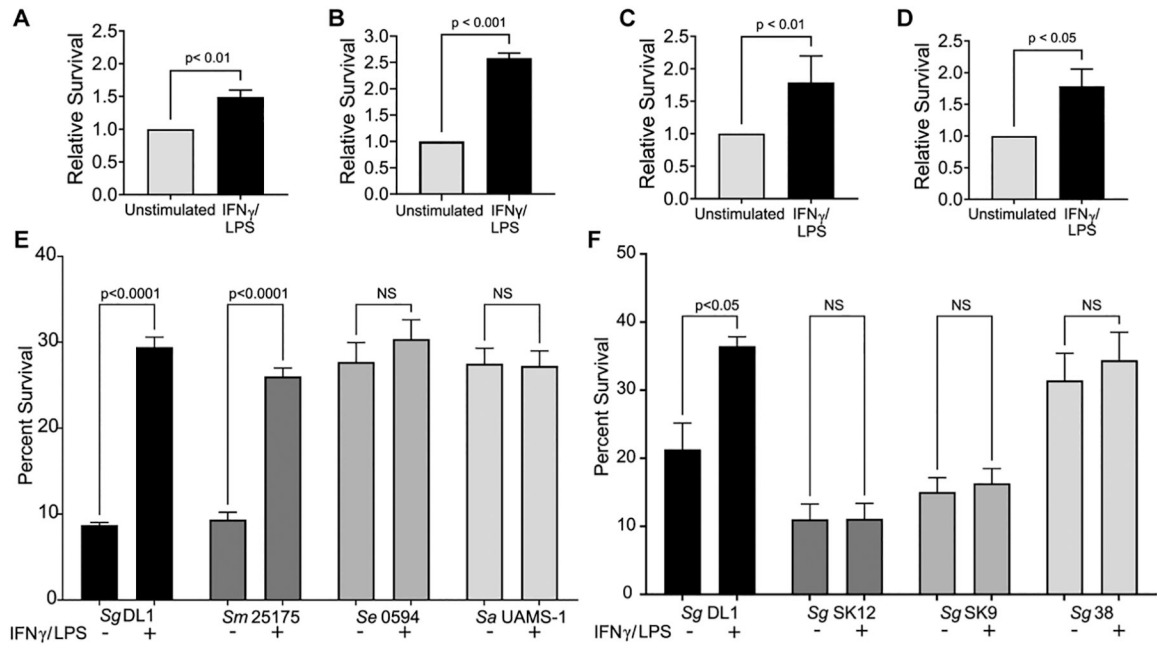 A
2.5
2.0
1.5
1.0
0.5
0.0
Relative Survival
p< 0.01
Unstimulated
IFNγ/
LPS
B
3.0
2.5
2.0
1.5
1.0
0.5
0.0
Relative Survival
p< 0.001
Unstimulated
IFNγ/
LPS
C
2.5
2.0
1.5
1.0
0.5
0.0
Relative Survival
p< 0.01
Unstimulated
IFNγ/
LPS
D
2.5
2.0
1.5
1.0
0.5
0.0
Relative Survival
p< 0.05
Unstimulated
IFNγ/
LPS
E
40
30
20
10
0
Percent Survival
p<0.0001
p<0.0001
NS
NS
Sg DL1 Sm 25175 Se 0594 Sa UAMS-1
IFNγ/LPS - + - + - + - +
F
50
40
30
20
10
0
Percent Survival
p<0.05
NS
NS
NS
Sg DL1 Sg SK12 Sg SK9 Sg 38
IFNγ/LPS - + - + - + - +